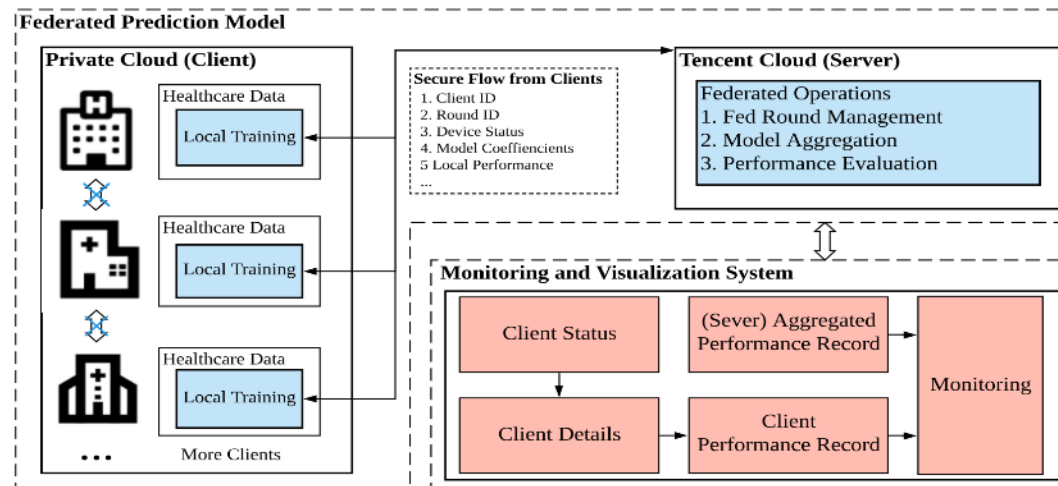 Federated Prediction Model
Private Cloud (Client)
Healthcare Data
Local Training
Healthcare Data
Local Training
Healthcare Data
Local Training
... More Clients
Secure Flow from Clients
1. Client ID
2. Round ID
3. Device Status
4. Model Coeffiencients
5 Local Performance
...
Tencent Cloud (Server)
Federated Operations
1. Fed Round Management
2. Model Aggregation
3. Performance Evaluation
Monitoring and Visualization System
Client Status
(Sever) Aggregated
Performance Record
Client Details
Client
Performance Record
Monitoring